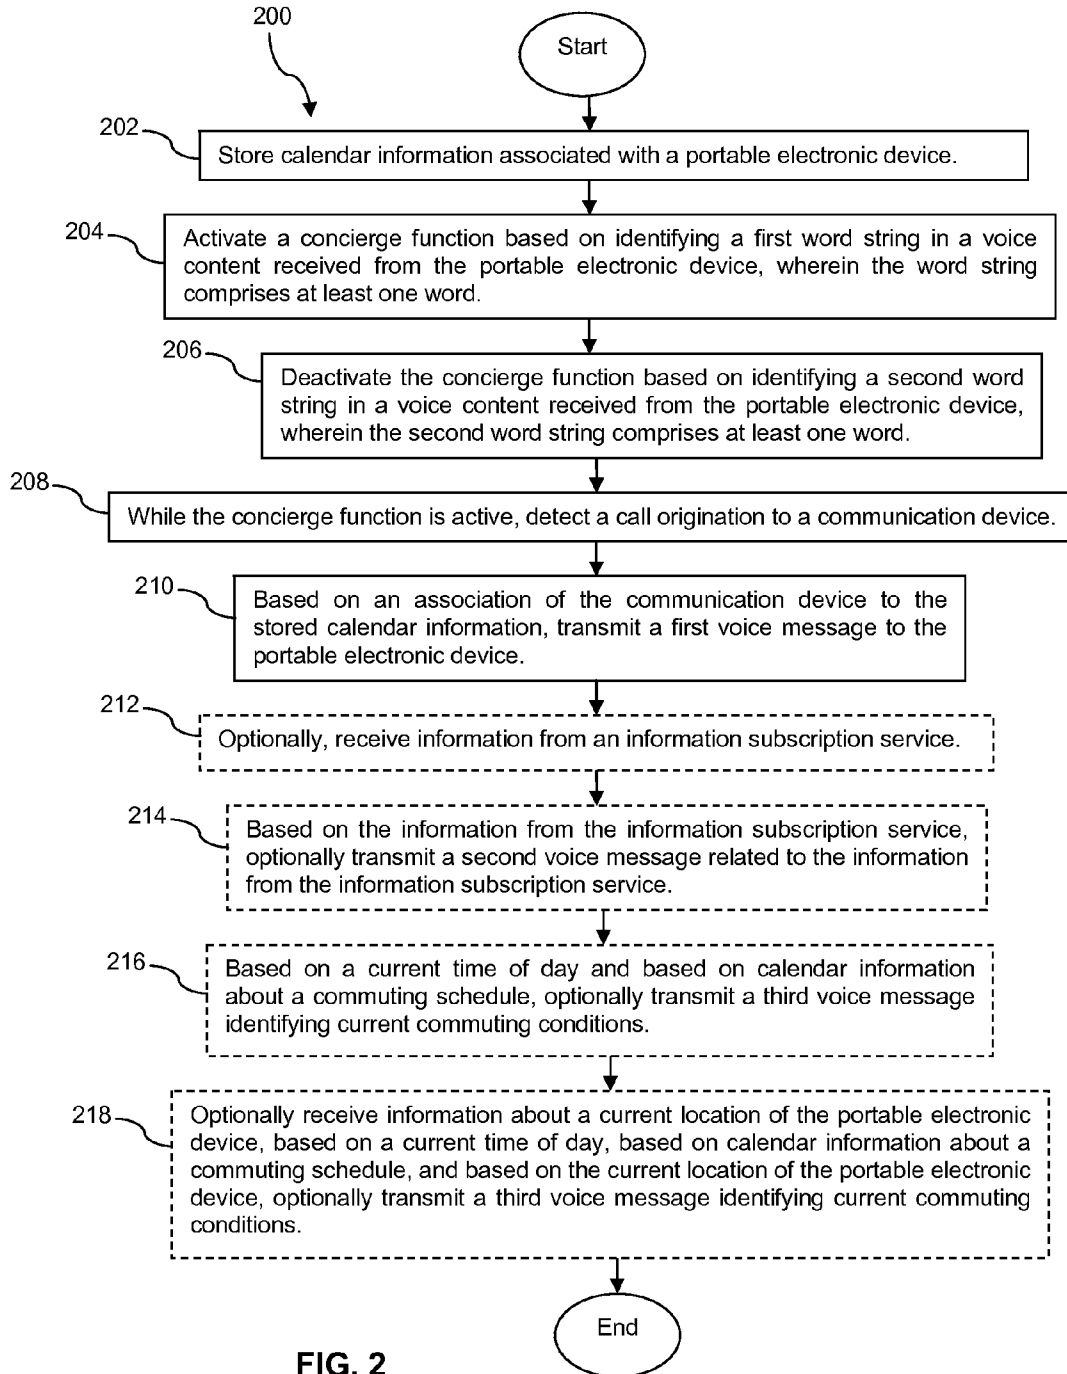 200
Start
202
Store calendar information associated with a portable electronic device.
204
Activate a concierge function based on identifying a first word string in a voice
content received from the portable electronic device, wherein the word string
comprises at least one word.
206
Deactivate the concierge function based on identifying a second word
string in a voice content received from the portable electronic device,
wherein the second word string comprises at least one word.
208
While the concierge function is active, detect a call origination to a communication device.
210
Based on an association of the communication device to the
stored calendar information, transmit a first voice message to the
portable electronic device.
212
Optionally, receive information from an information subscription service.
214
Based on the information from the information subscription service,
optionally transmit a second voice message related to the information
from the information subscription service.
216
Based on a current time of day and based on calendar information
about a commuting schedule, optionally transmit a third voice message
identifying current commuting conditions.
218
Optionally receive information about a current location of the portable electronic
device, based on a current time of day, based on calendar information about a
commuting schedule, and based on the current location of the portable electronic
device, optionally transmit a third voice message identifying current commuting
conditions.
End
FIG. 2